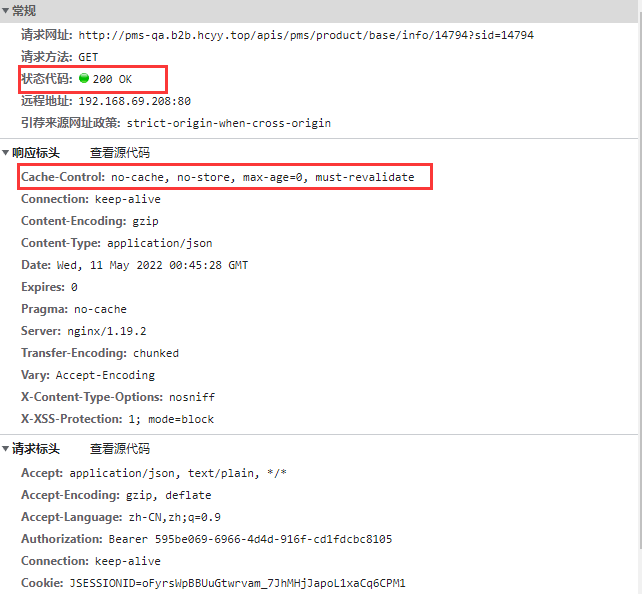 常规
请求网址: http://pms-qa.b2b.hcyy.top/apis/pms/product/base/info/14794?sid=14794
请求方法: GET
状态代码: 200 OK
远程地址: 192.168.69.208:80
引荐来源网址政策: strict-origin-when-cross-origin
响应标头 查看源代码
Cache-Control: no-cache, no-store, max-age=0, must-revalidate
Connection: keep-alive
Content-Encoding: gzip
Content-Type: application/json
Date: Wed, 11 May 2022 00:45:28 GMT
Expires: 0
Pragma: no-cache
Server: nginx/1.19.2
Transfer-Encoding: chunked
Vary: Accept-Encoding
X-Content-Type-Options: nosniff
X-XSS-Protection: 1; mode=block
请求标头 查看源代码
Accept: application/json, text/plain, */*
Accept-Encoding: gzip, deflate
Accept-Language: zh-CN,zh;q=0.9
Authorization: Bearer 595be069-6966-4d4d-916f-cd1fdcbc8105
Connection: keep-alive
Cookie: JSESSIONID=oFyrsWpBBUuGtwrvam_7JhMHjJapoL1xaCq6CPM1